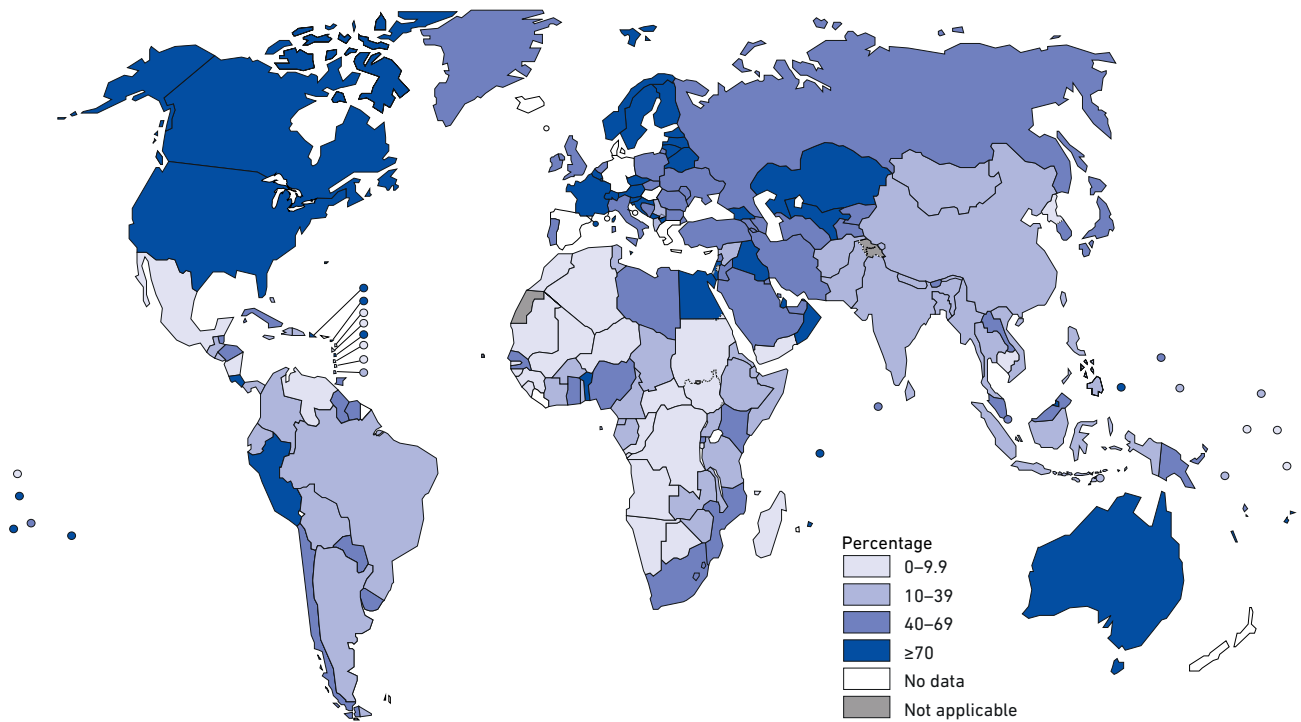 Percentage
0–9.9
10–39
40–69
≥70
No data
Not applicable